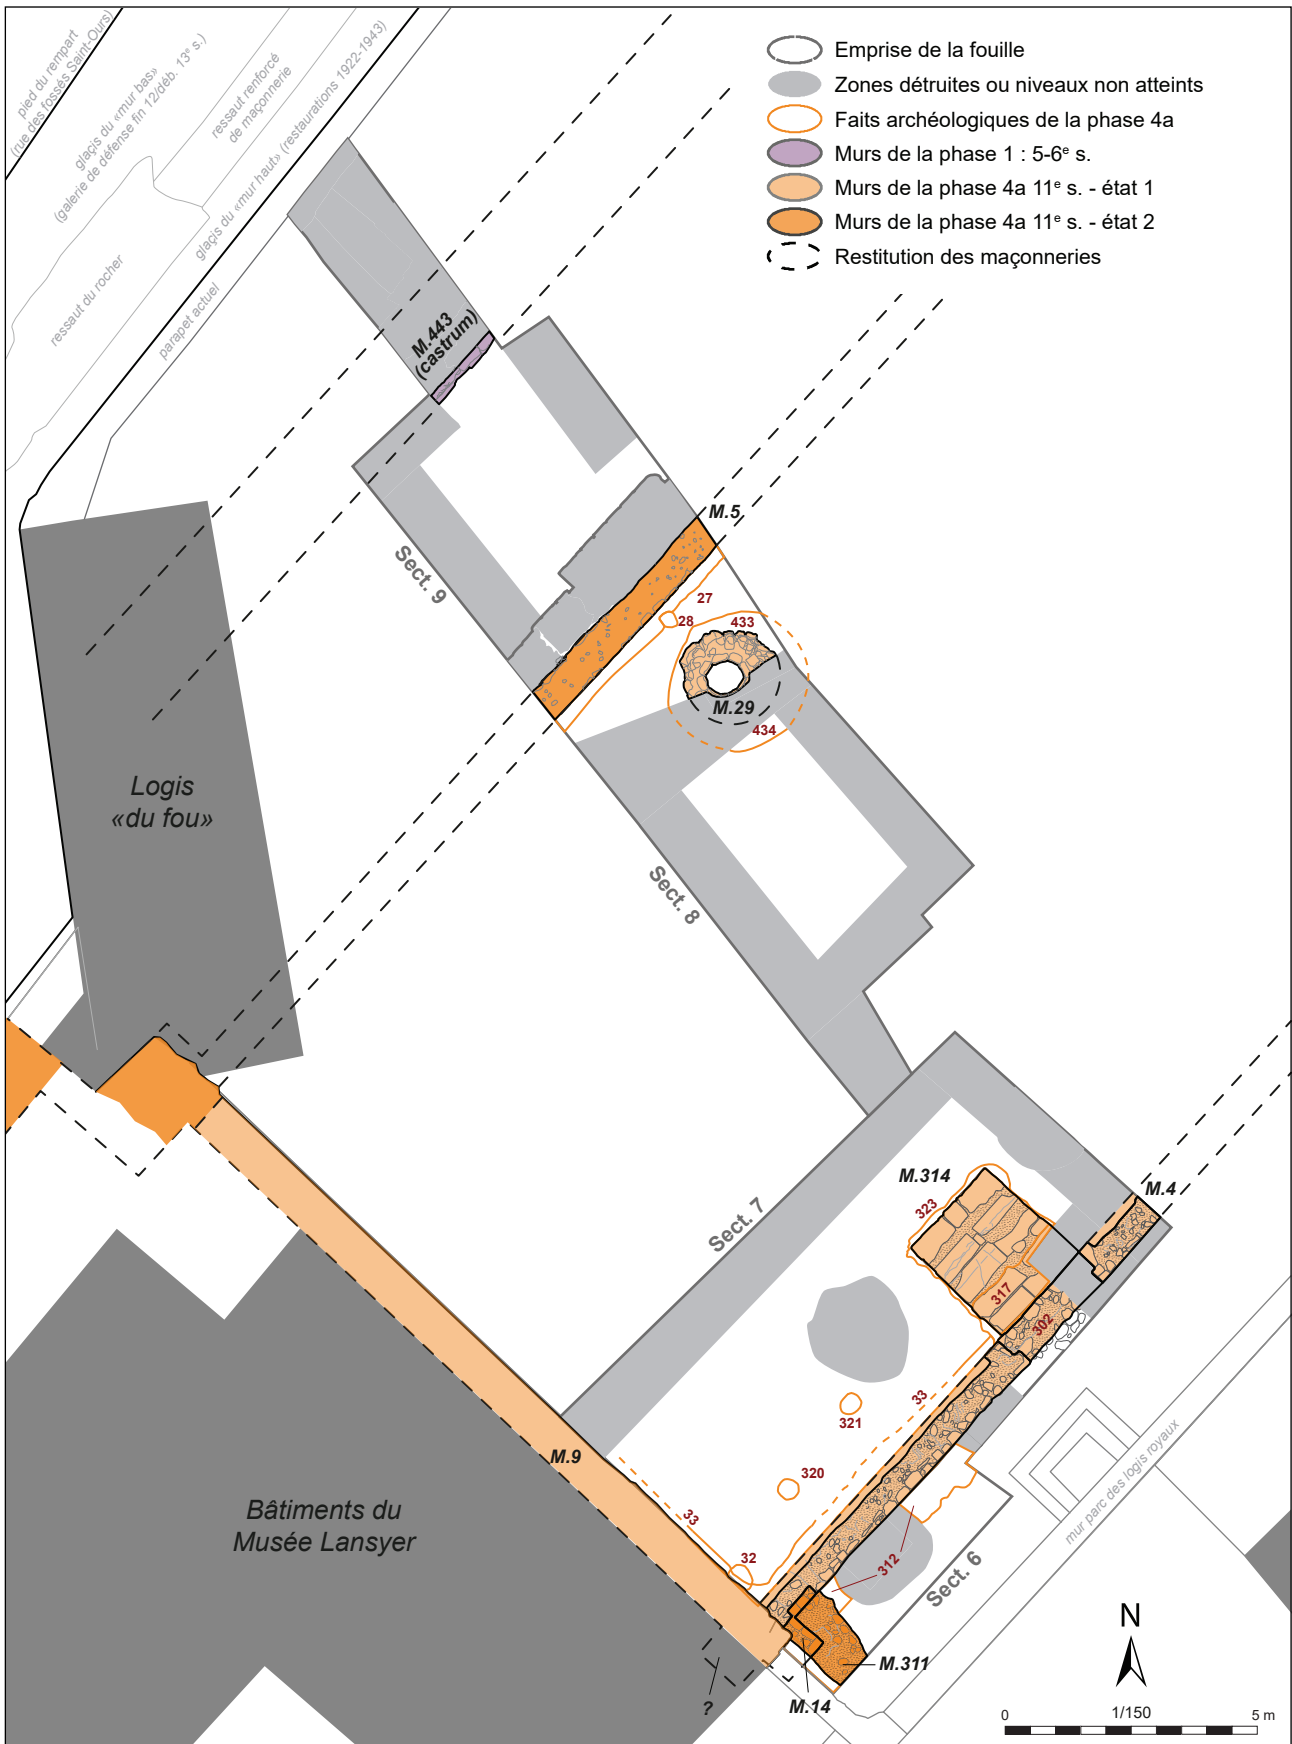 pied du rempart
(rue des fossés Saint-Ours)
glaçis du «mur bas»
(galerie de défense fin 12/déb. 13e s.)
ressaut renforcé
de maçonnerie
glaçis du «mur haut» (restaurations 1922-1943)
ressaut du rocher
parapet actuel
Emprise de la fouille
Zones détruites ou niveaux non atteints
Faits archéologiques de la phase 4a
Murs de la phase 1 : 5-6e s.
Murs de la phase 4a 11e s. - état 1
Murs de la phase 4a 11e s. - état 2
Restitution des maçonneries
M.443
(castrum)
M.5
Sect. 9
27
28
433
M.29
434
Logis
«du fou»
Sect. 8
M.314
M.4
323
Sect. 7
317
302
33
321
M.9
320
mur parc des logis royaux
Bâtiments du
Musée Lansyer
33
32
312
Sect. 6
N
M.311
?
M.14
0
1/150
5 m